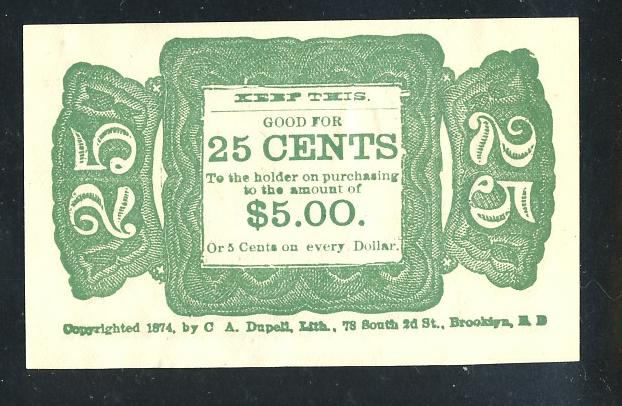 KEEP THIS.
GOOD FOR
25 CENTS
To the holder on purchasing
to the amount of
$5.00.
Or 5 Cents on every Dollar.
25
25
Copyrighted 1874, by C A. Dupell, Lith., 78 South 2d St., Brooklyn, E D